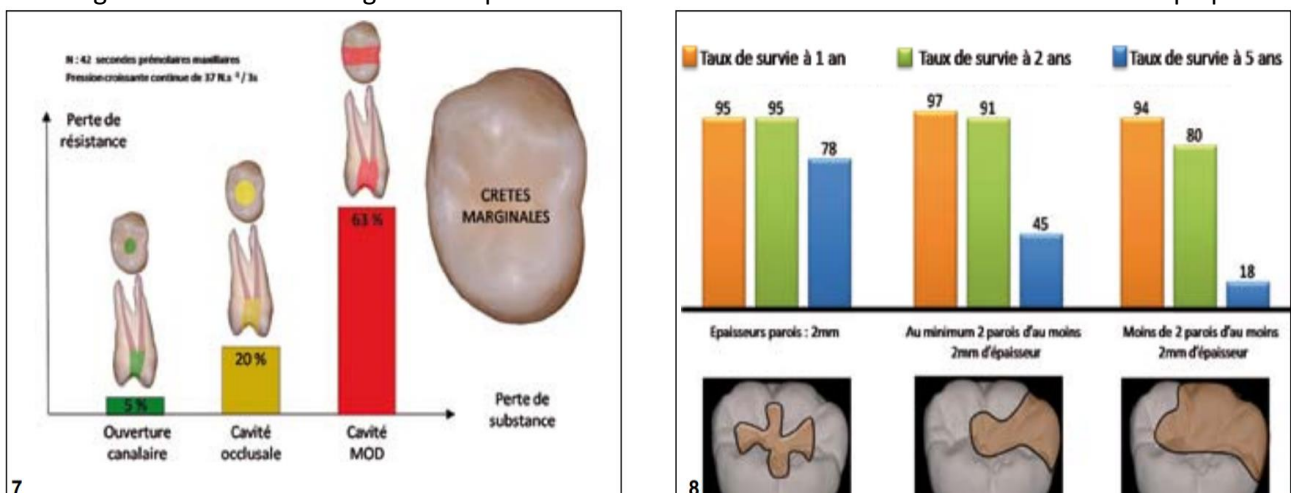 N : 42 secondes prémolaires maxillaires
Pression croissante continue de 37 N.s⁻¹ / 3s
Perte de
résistance
CRETES
MARGINALES
63 %
20 %
5 %
Perte de
substance
Ouverture
canalaire
Cavité
occlusale
Cavité
MOD
7
Taux de survie à 1 an
Taux de survie à 2 ans
Taux de survie à 5 ans
95
95
78
97
91
45
94
80
18
Epaisseurs parois : 2mm
Au minimum 2 parois d'au moins
2mm d'épaisseur
Moins de 2 parois d'au moins
2mm d'épaisseur
8